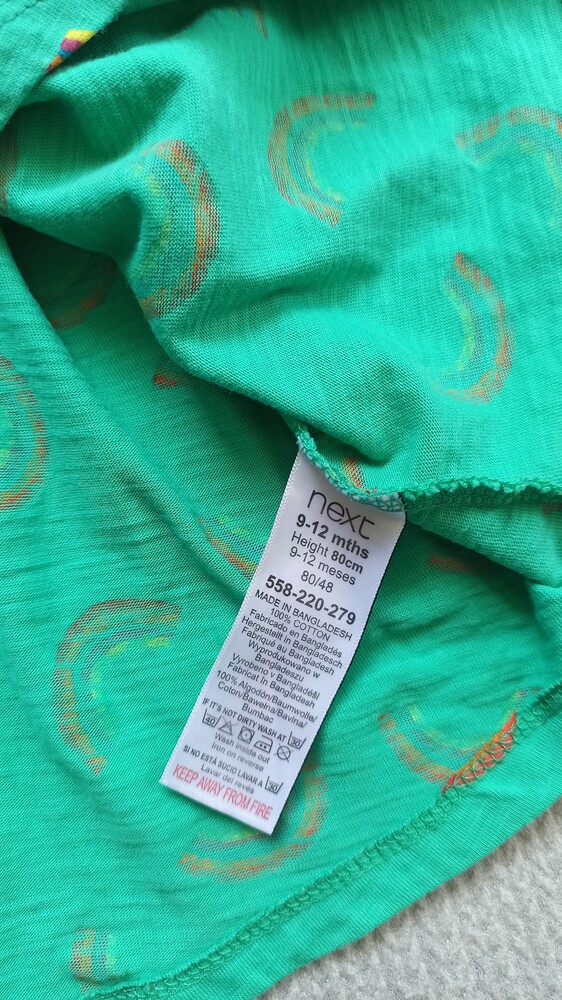 next
9-12 mths
Height 80cm
9-12 meses
80/48
558-220-279
MADE IN BANGLADESH
100% COTTON
Fabricado en Bangladés
Hergestellt in Bangladesch
Fabriqué au Bangladesh
Wyprodukowano w
Bangladeszu
Vyrobeno v Bangladéši
Fabricat In Bangladesh
100% Algodón/Baumwolle/
Coton/Bawełna/Bavlna/
Bumbac
IF IT'S NOT DIRTY WASH AT 30
40
Wash inside out
Iron on reverse
SI NO ESTÁ SUCIO LAVAR A 30
Lavar del revés
KEEP AWAY FROM FIRE